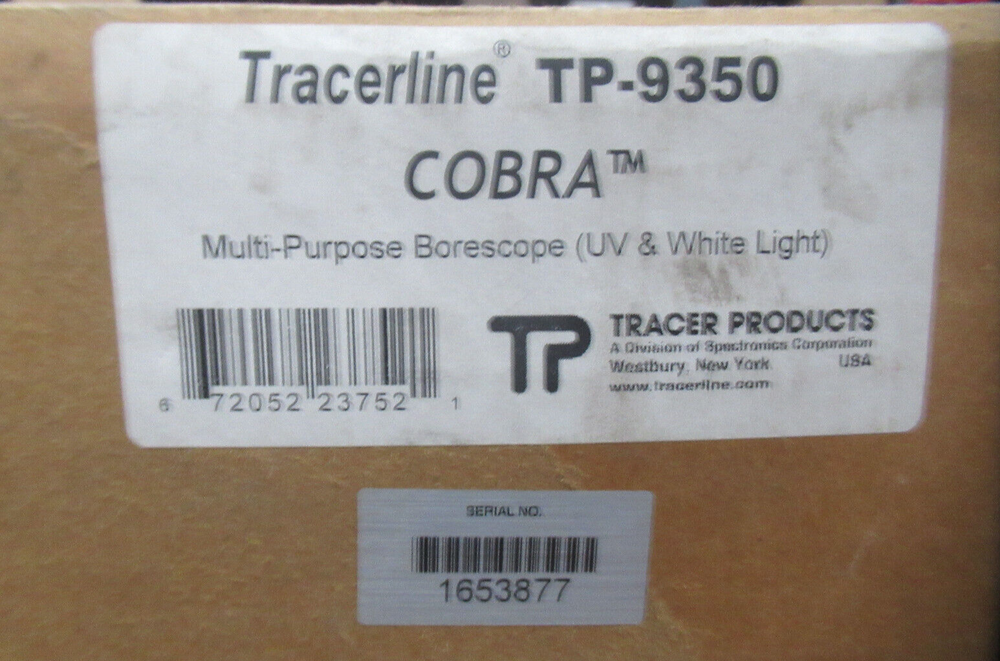 Tracerline® TP-9350
COBRA™
Multi-Purpose Borescope (UV & White Light)
6 72052 23752 1
TP
TRACER PRODUCTS
A Division of Spectronics Corporation
Westbury, New York USA
www.tracerline.com
SERIAL NO.
1653877